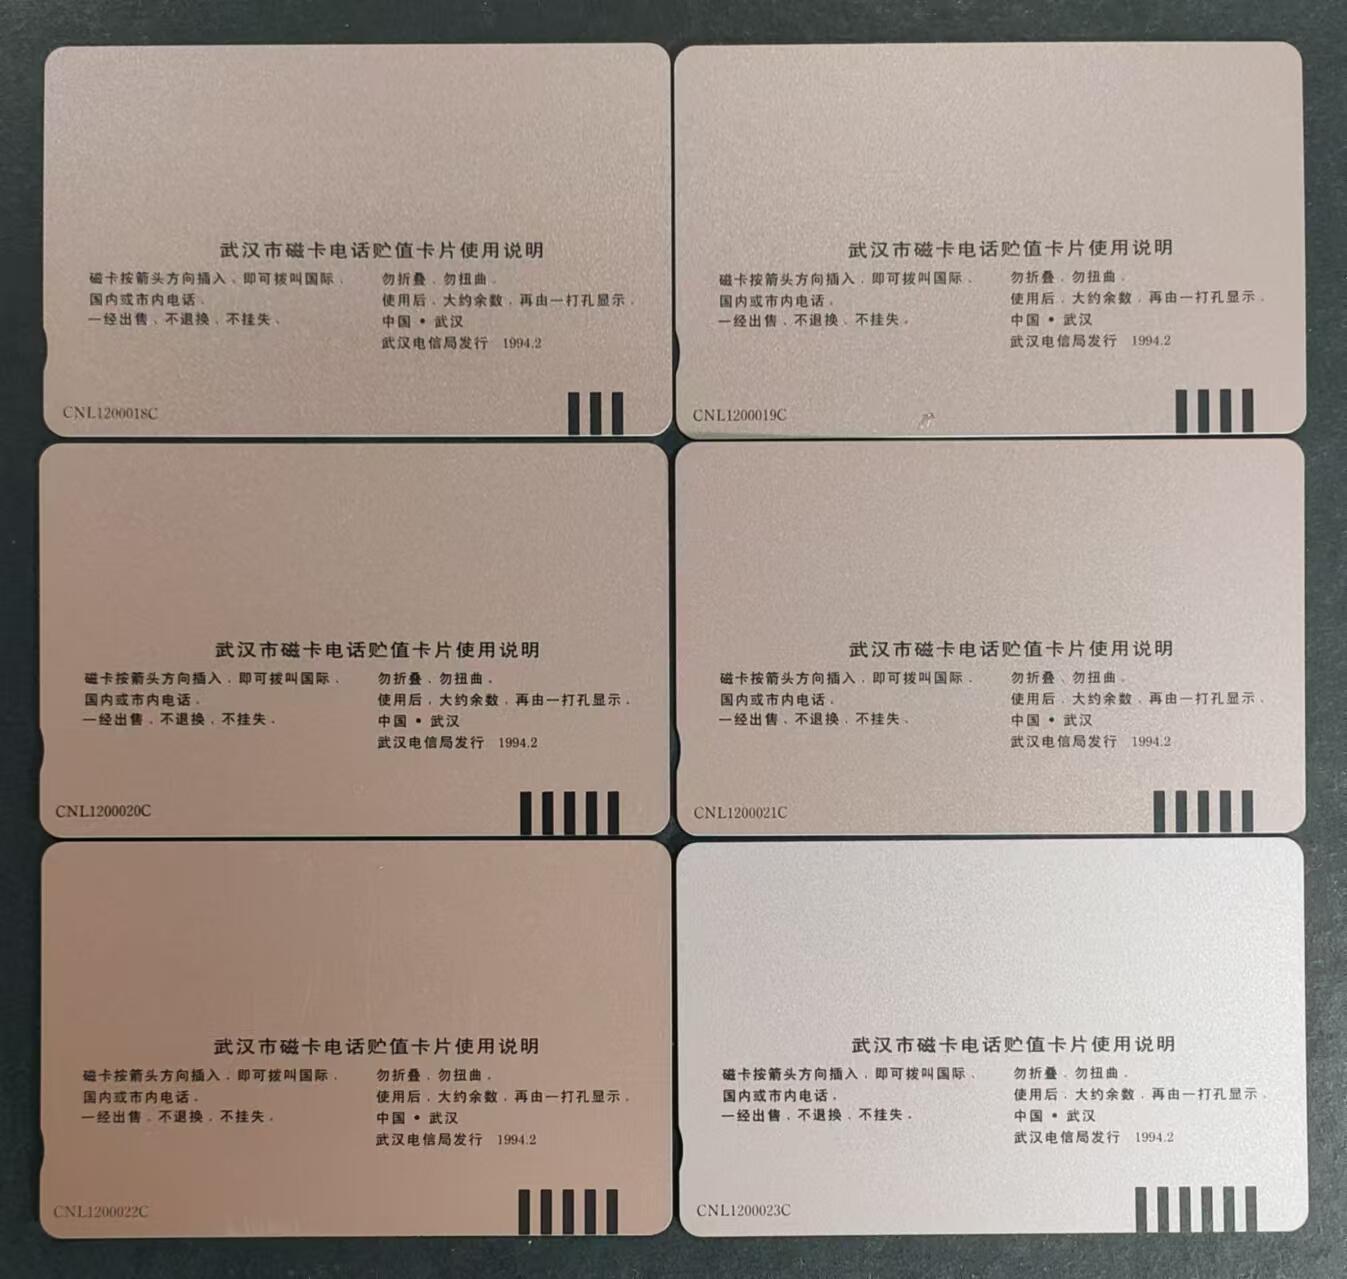 武汉市磁卡电话贮值卡片使用说明
磁卡按箭头方向插入、即可拨叫国际、
国内或市内电话．
一经出售、不退换、不挂失、
勿折叠、勿扭曲．
使用后．大约余数．再由一打孔显示．
中国•武汉
武汉电信局发行 1994.2
CNL1200018C
武汉市磁卡电话贮值卡片使用说明
磁卡按箭头方向插入、即可拨叫国际、
国内或市内电话．
一经出售、不退换、不挂失．
勿折叠、勿扭曲．
使用后．大约余数．再由一打孔显示．
中国•武汉
武汉电信局发行 1994.2
CNL1200019C
武汉市磁卡电话贮值卡片使用说明
磁卡按箭头方向插入．即可拨叫国际．
国内或市内电话．
一经出售．不退换．不挂失．
勿折叠．勿扭曲．
使用后．大约余数．再由一打孔显示．
中国•武汉
武汉电信局发行 1994.2
CNL1200020C
武汉市磁卡电话贮值卡片使用说明
磁卡按箭头方向插入．即可拨叫国际．
国内或市内电话．
一经出售．不退换、不挂失、
勿折叠、勿扭曲．
使用后．大约余数．再由一打孔显示、
中国•武汉
武汉电信局发行 1994.2
CNL1200021C
武汉市磁卡电话贮值卡片使用说明
磁卡按箭头方向插入．即可拨叫国际．
国内或市内电话．
一经出售．不退换．不挂失．
勿折叠．勿扭曲．
使用后．大约余数．再由一打孔显示．
中国•武汉
武汉电信局发行 1994.2
CNL1200022C
武汉市磁卡电话贮值卡片使用说明
磁卡按箭头方向插入、即可拨叫国际、
国内或市内电话．
一经出售、不退换、不挂失．
勿折叠．勿扭曲．
使用后．大约余数．再由一打孔显示．
中国•武汉
武汉电信局发行 1994.2
CNL1200023C